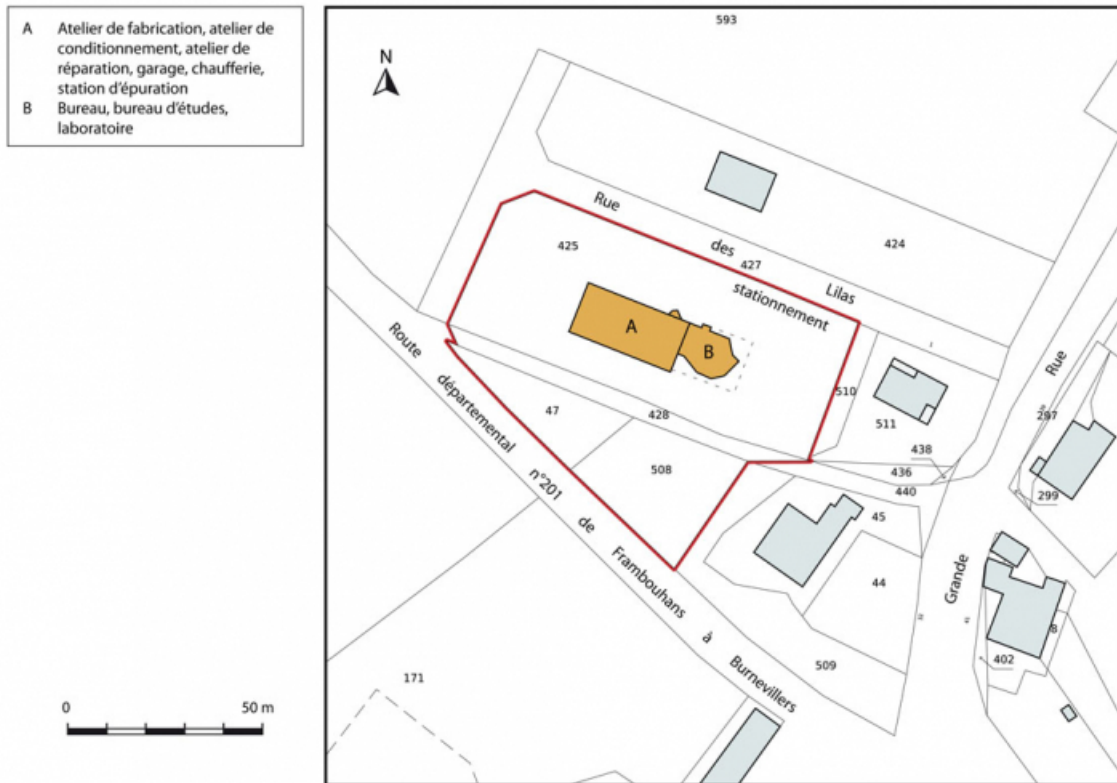 A Atelier de fabrication, atelier de
conditionnement, atelier de
réparation, garage, chaufferie,
station d'épuration
B Bureau, bureau d'études,
laboratoire
593
N
Rue des Lilas
425
427
424
stationnement
A
B
Route départemental n°201 de Frambouhans à Burnevillers
47
428
508
510
511
438
436
440
45
44
509
Rue
Grande
297
299
402
8
171
0 50 m